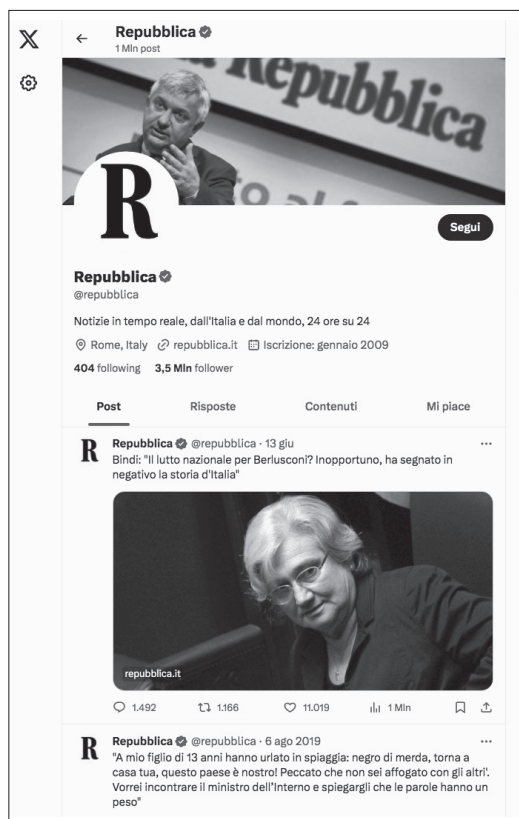 Repubblica
1 Mln post
la Repubblica
R
Segui
Repubblica
@repubblica
Notizie in tempo reale, dall'Italia e dal mondo, 24 ore su 24
Rome, Italy repubblica.it Iscrizione: gennaio 2009
404 following 3,5 Mln follower
Post Risposte Contenuti Mi piace
R Repubblica @repubblica · 13 giu
Bindi: "Il lutto nazionale per Berlusconi? Inopportuno, ha segnato in
negativo la storia d'Italia"
repubblica.it
1.492 1.166 11.019 1 Mln
R Repubblica @repubblica · 6 ago 2019
"A mio figlio di 13 anni hanno urlato in spiaggia: negro di merda, torna a
casa tua, questo paese è nostro! Peccato che non sei affogato con gli altri'.
Vorrei incontrare il ministro dell'Interno e spiegargli che le parole hanno un
peso"